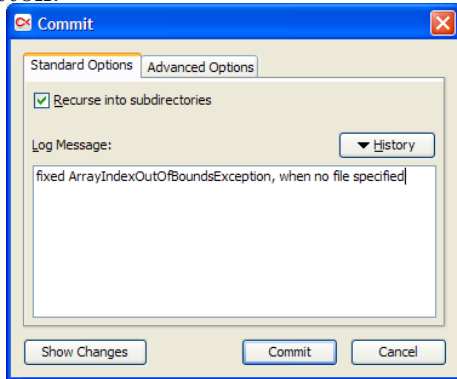 Commit
Standard Options Advanced Options
Recurse into subdirectories
Log Message: History
fixed ArrayIndexOutOfBoundsException, when no file specified
Show Changes Commit Cancel